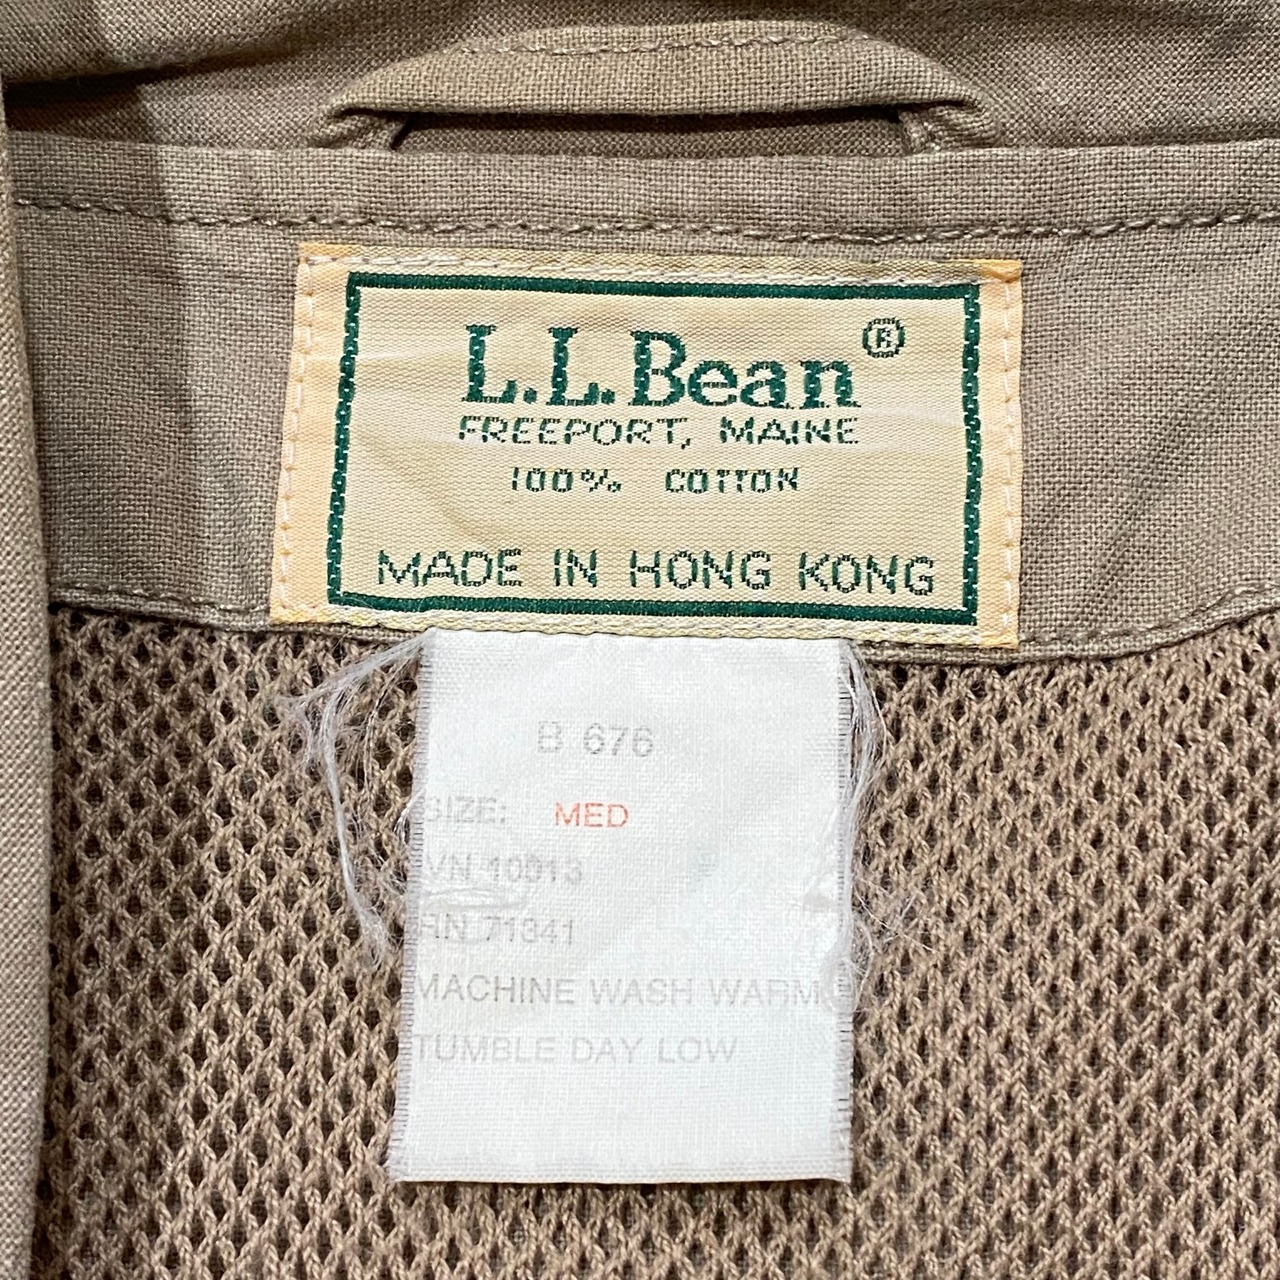 L.L.Bean®
FREEPORT, MAINE
100% COTTON
MADE IN HONG KONG
B 676
SIZE: MED
VN 10013
RN 71341
MACHINE WASH WARM
TUMBLE DAY LOW